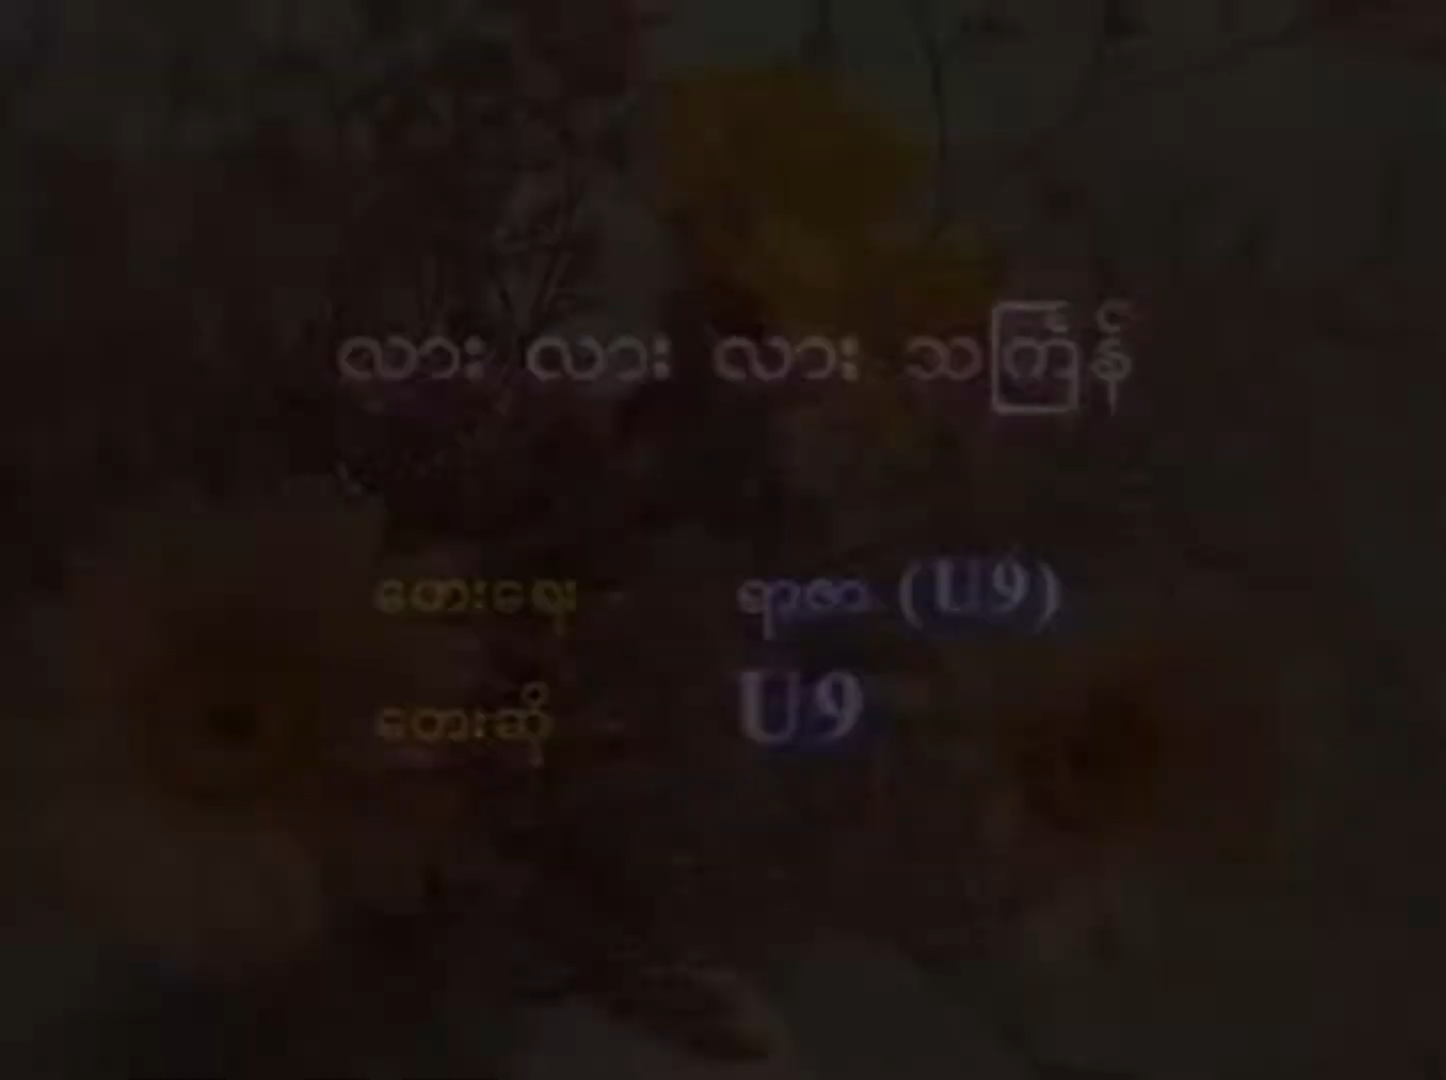 လား လား လား သင်္ကြန်
တေးရေး - ရာဇာ (U9)
တေးဆို - U9